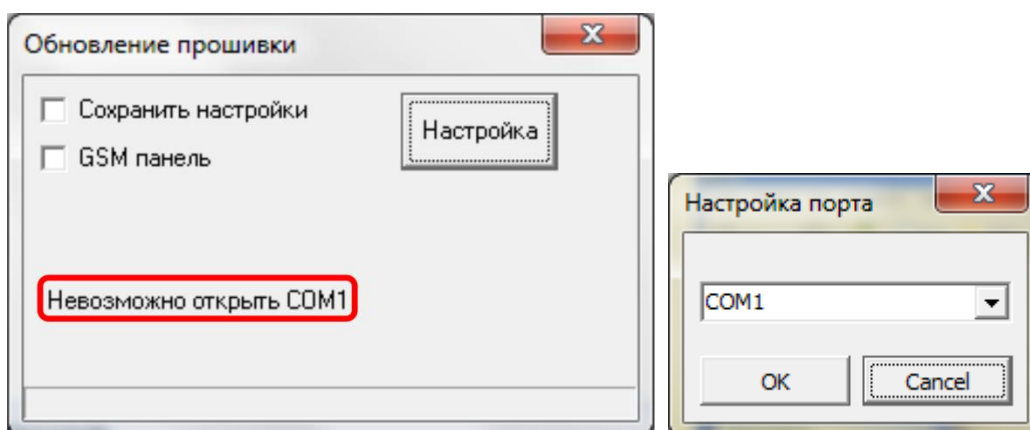 Обновление прошивки
Сохранить настройки
GSM панель
Настройка
Невозможно открыть COM1
Настройка порта
COM1
OK
Cancel